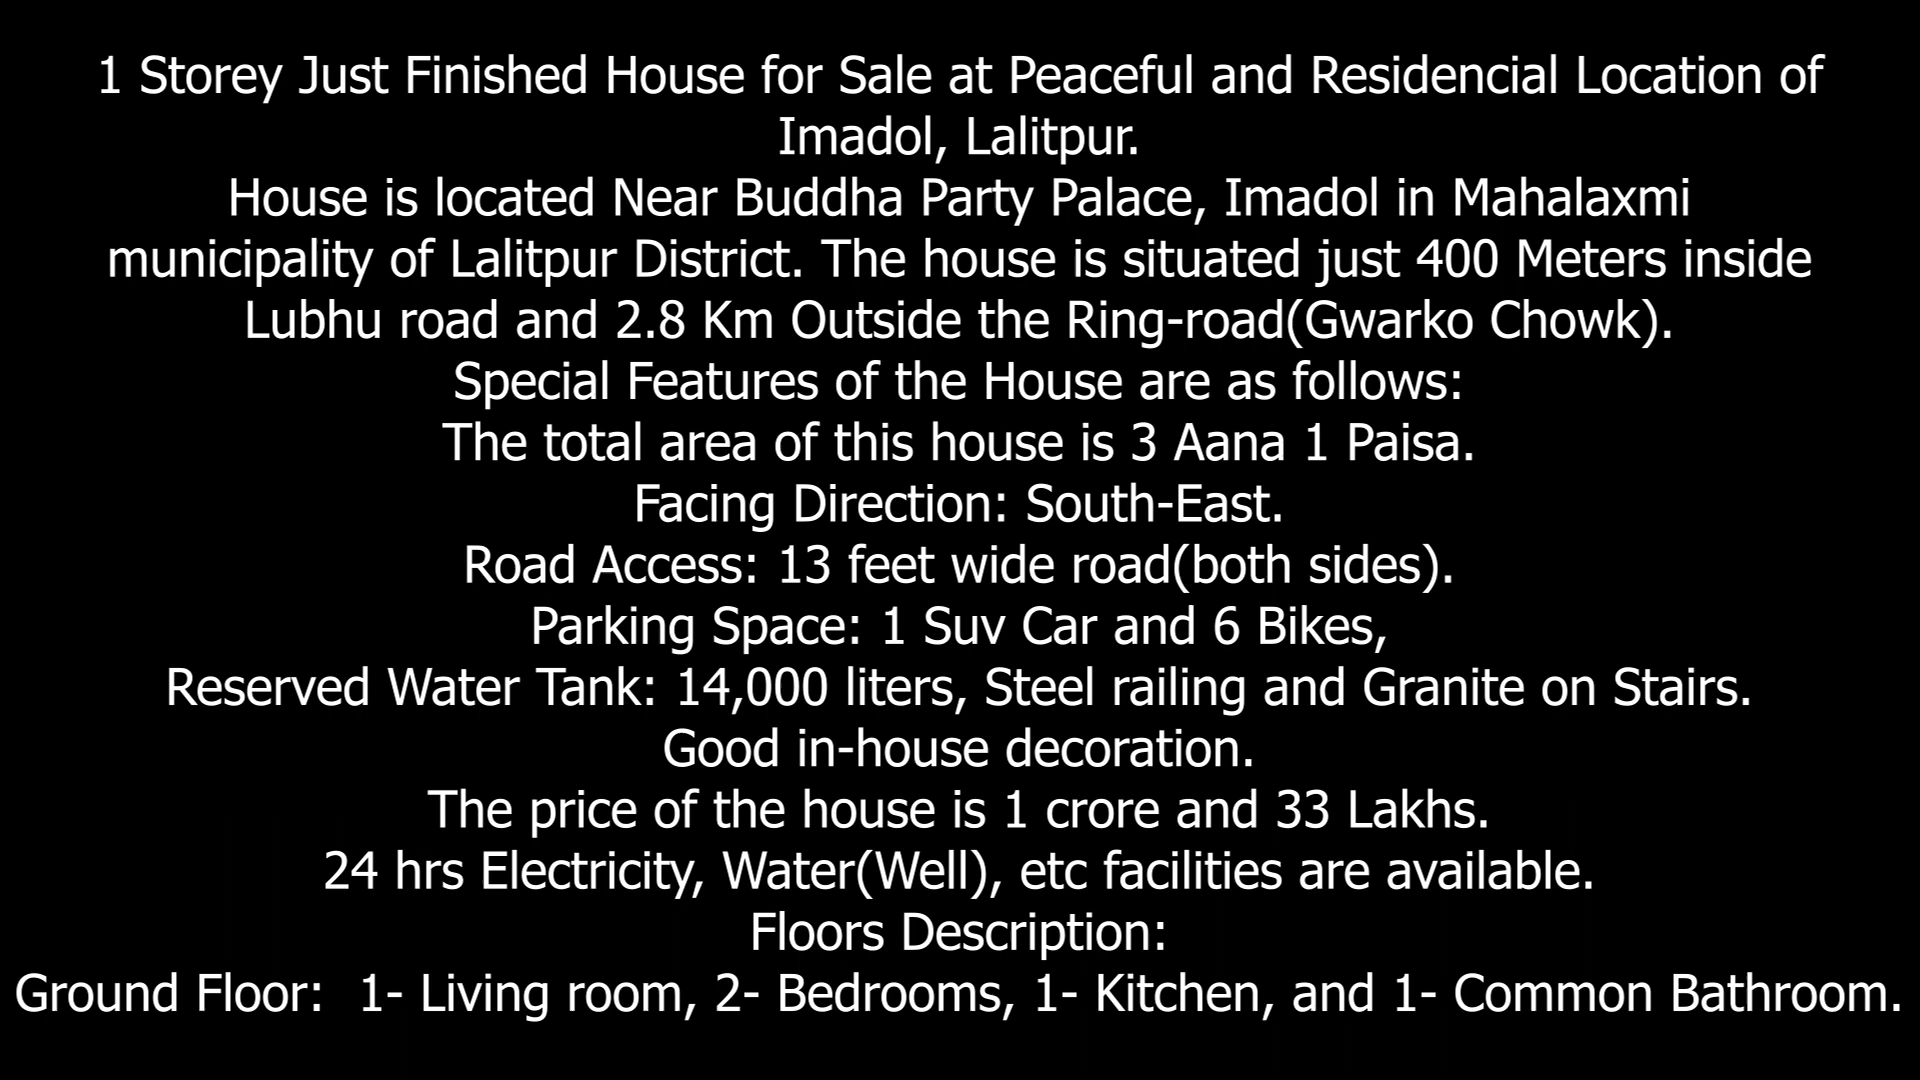 1 Storey Just Finished House for Sale at Peaceful and Residencial Location of
Imadol, Lalitpur.
House is located Near Buddha Party Palace, Imadol in Mahalaxmi
municipality of Lalitpur District. The house is situated just 400 Meters inside
Lubhu road and 2.8 Km Outside the Ring-road(Gwarko Chowk).
Special Features of the House are as follows:
The total area of this house is 3 Aana 1 Paisa.
Facing Direction: South-East.
Road Access: 13 feet wide road(both sides).
Parking Space: 1 Suv Car and 6 Bikes,
Reserved Water Tank: 14,000 liters, Steel railing and Granite on Stairs.
Good in-house decoration.
The price of the house is 1 crore and 33 Lakhs.
24 hrs Electricity, Water(Well), etc facilities are available.
Floors Description:
Ground Floor:  1- Living room, 2- Bedrooms, 1- Kitchen, and 1- Common Bathroom.